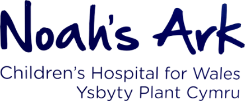 Noah's Ark
Children's Hospital for Wales
Ysbyty Plant Cymru